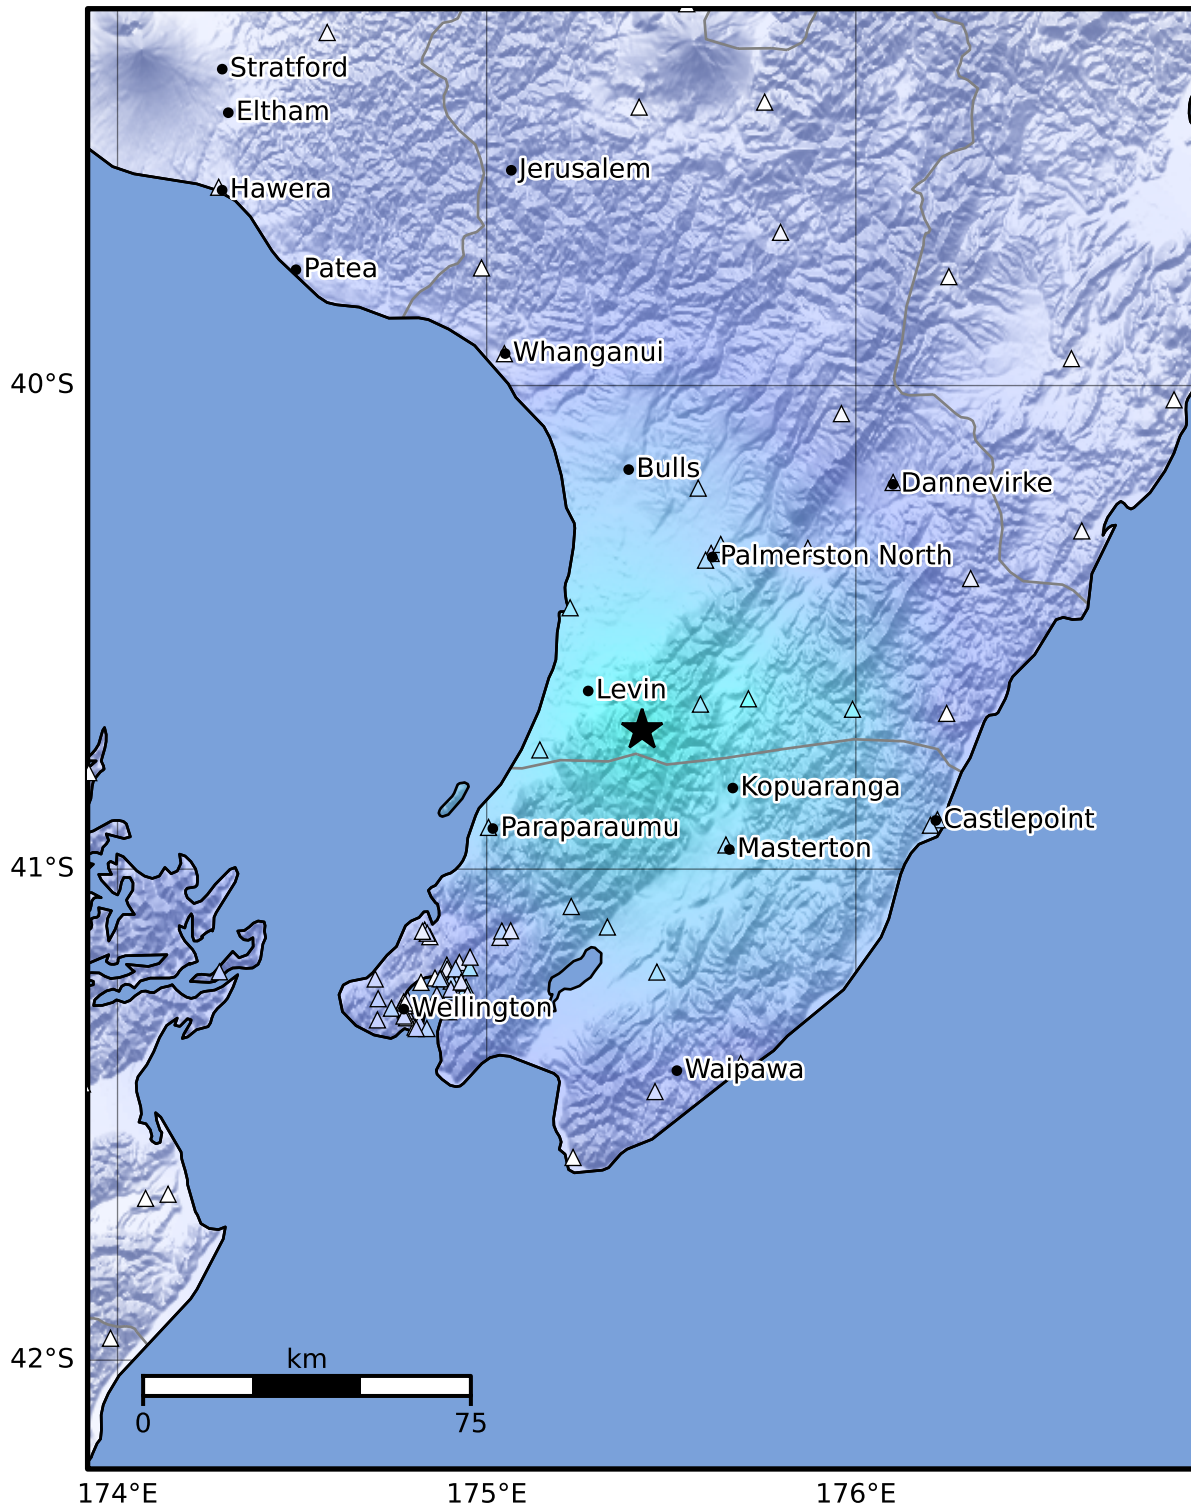 Stratford
Eltham
Jerusalem
Hawera
Patea
Whanganui
40°S
Bulls
Dannevirke
Palmerston North
Levin
Kopuaranga
Castlepoint
Paraparaumu
Masterton
41°S
Wellington
Waipawa
km
42°S
0 75
174°E 175°E 176°E